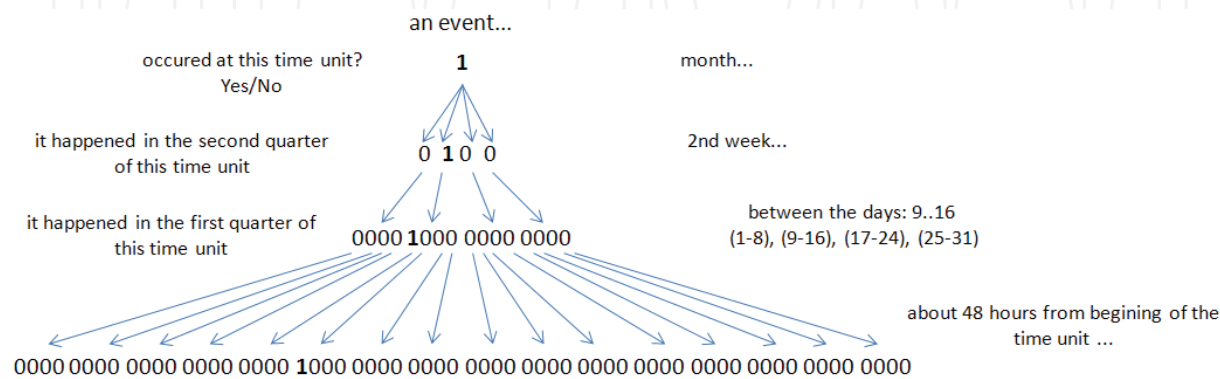 an event...
occured at this time unit?
Yes/No
1
month...
it happened in the second quarter
of this time unit
0 1 0 0
2nd week...
it happened in the first quarter of
this time unit
0000 1000 0000 0000
between the days: 9..16
(1-8), (9-16), (17-24), (25-31)
about 48 hours from begining of the
time unit ...
0000 0000 0000 0000 0000 1000 0000 0000 0000 0000 0000 0000 0000 0000 0000 0000